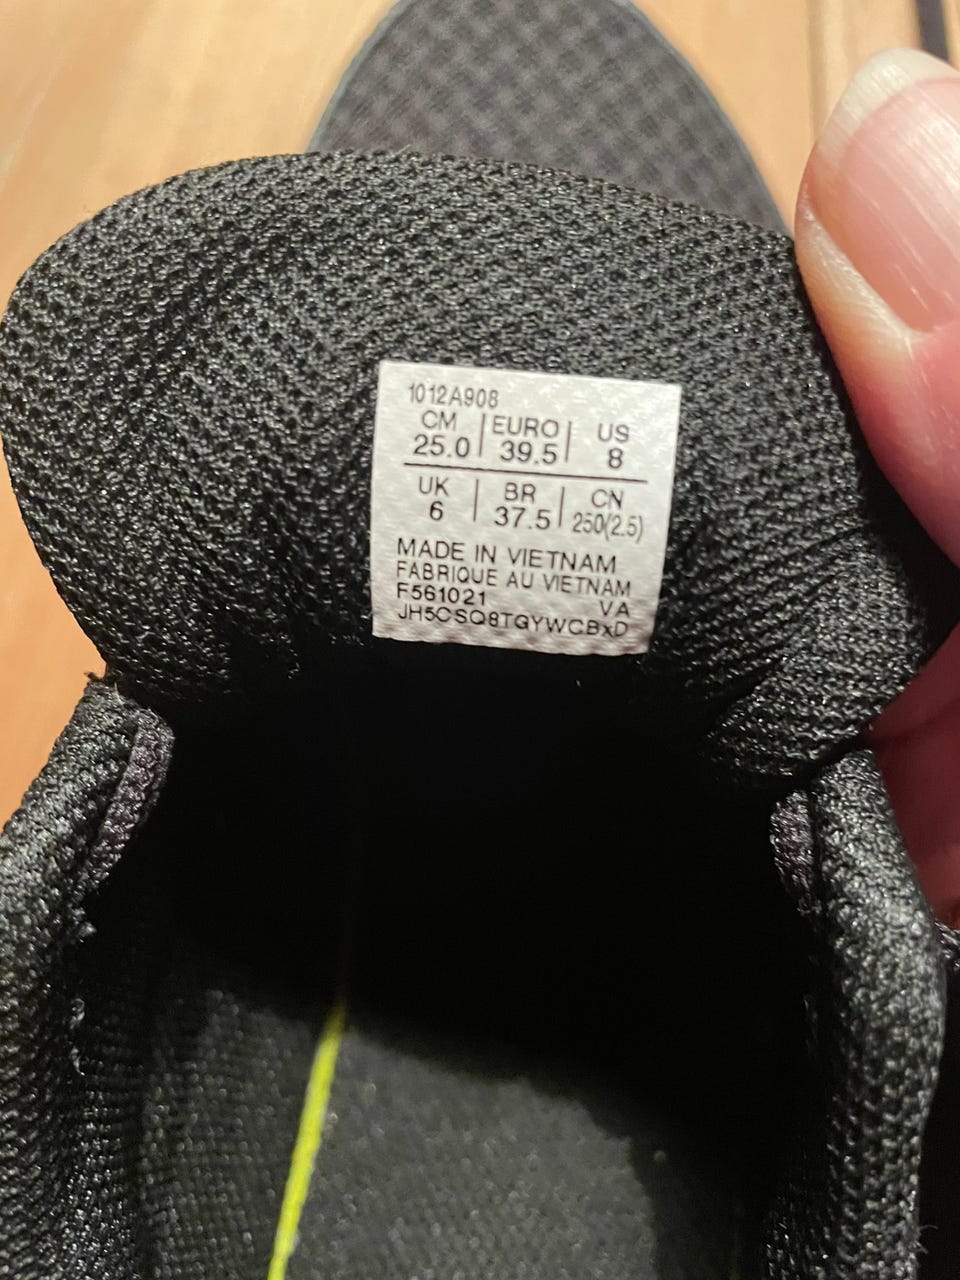 1012A908
CM | EURO | US
25.0 | 39.5 | 8
UK | BR | CN
6 | 37.5 | 250(2.5)
MADE IN VIETNAM
FABRIQUE AU VIETNAM
F561021 VA
JH5CSQ8TGYWCBxD